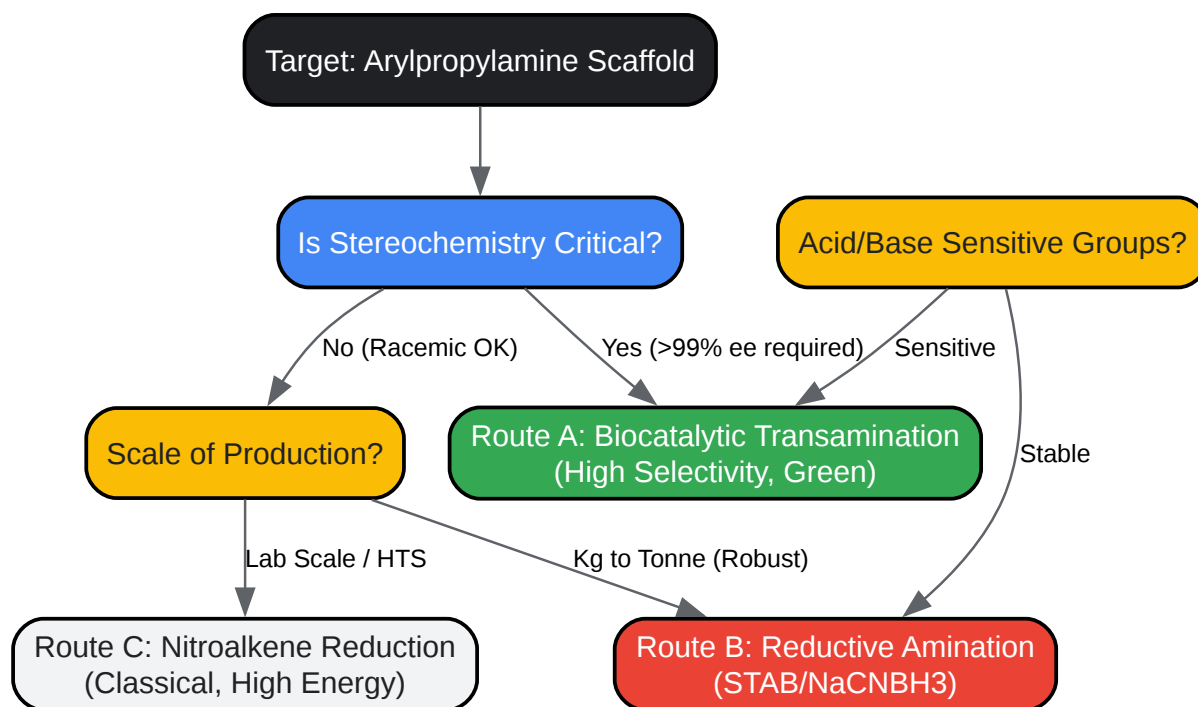 Target: Arylpropylamine Scaffold
Is Stereochemistry Critical?
Acid/Base Sensitive Groups?
No (Racemic OK)
Yes (>99% ee required)
Sensitive
Scale of Production?
Route A: Biocatalytic Transamination
(High Selectivity, Green)
Stable
Lab Scale / HTS
Kg to Tonne (Robust)
Route C: Nitroalkene Reduction
(Classical, High Energy)
Route B: Reductive Amination
(STAB/NaCNBH3)